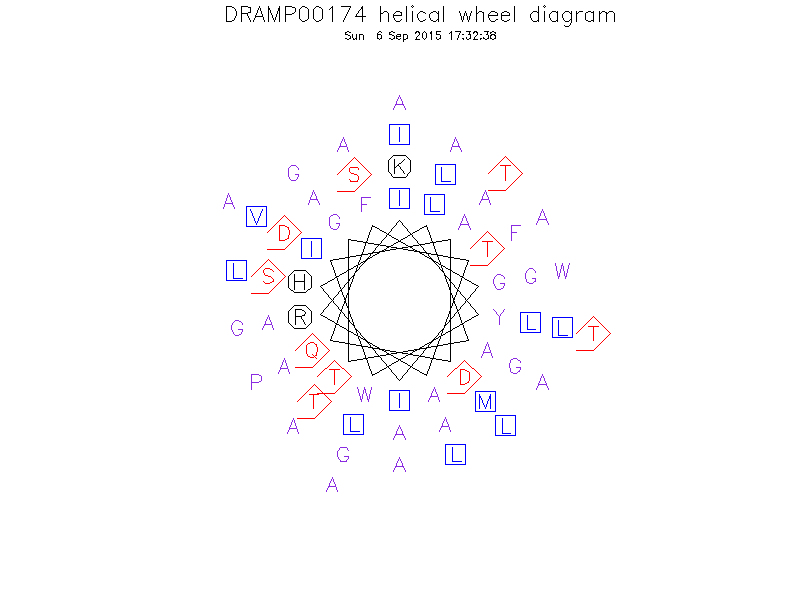 DRAMP00174 helical wheel diagram
Sun 6 Sep 2015 17:32:38
A
I
A A
K
G S L T
A I A
A F L
V G A F A
D I T
L S H G G W
R Y L L T
G A
Q A
P A T D G A
T W I A M
A L A A L
G A L
A